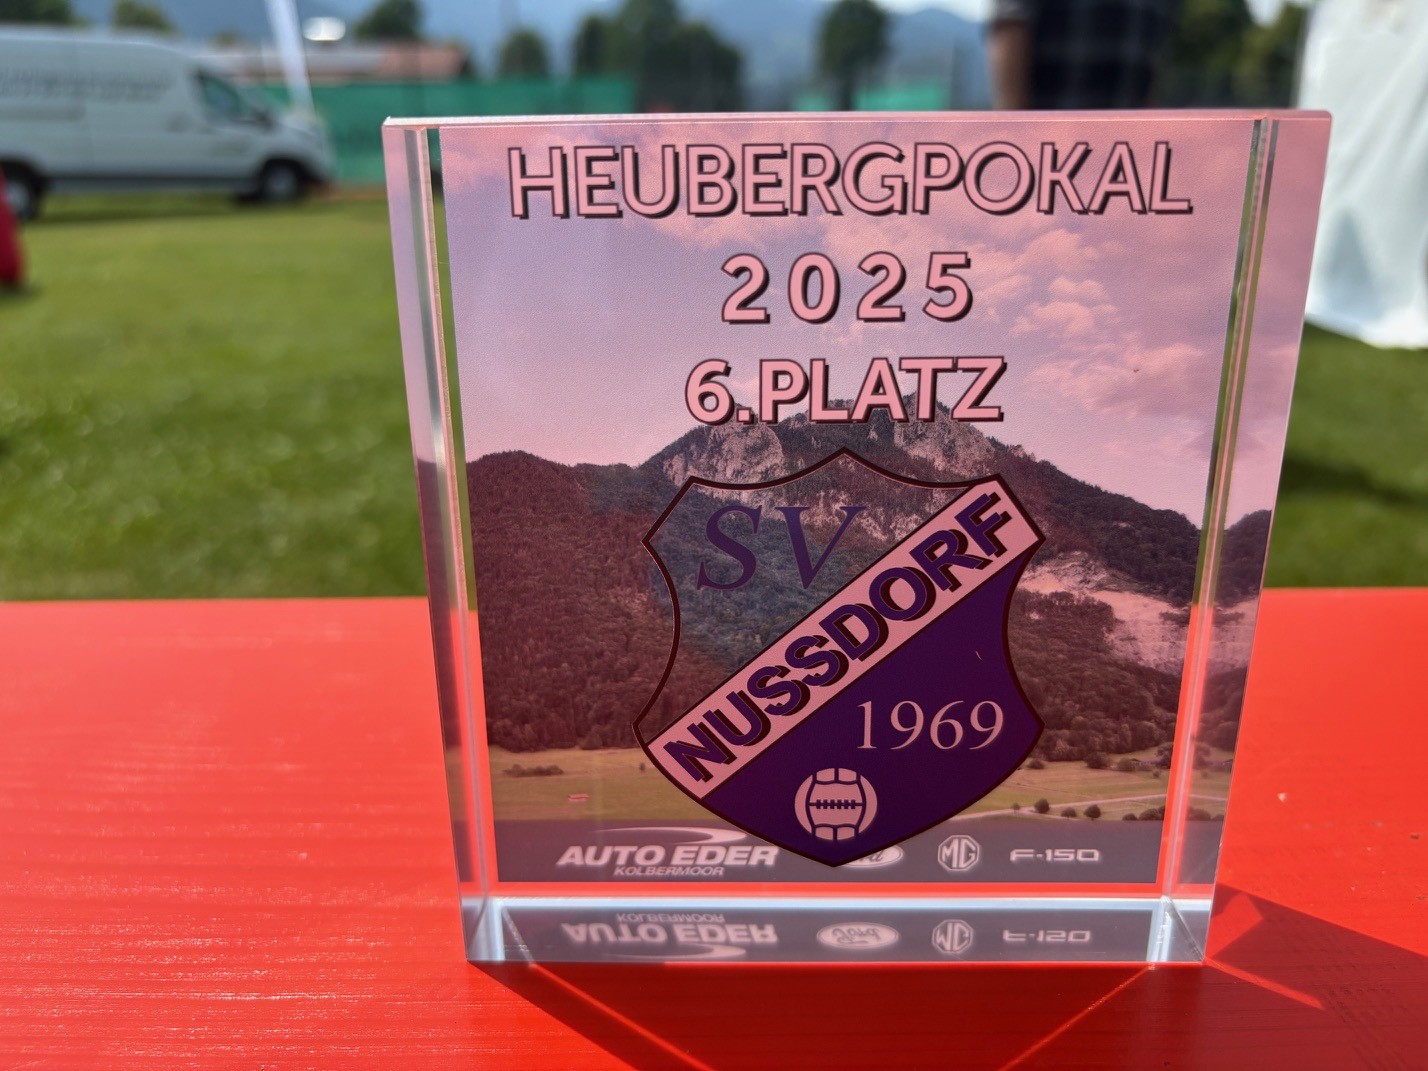 HEUBERGPOKAL
2025
6.PLATZ
SV
NUSSDORF
1969
AUTO EDER
KOLBERMOOR
MG
F-150